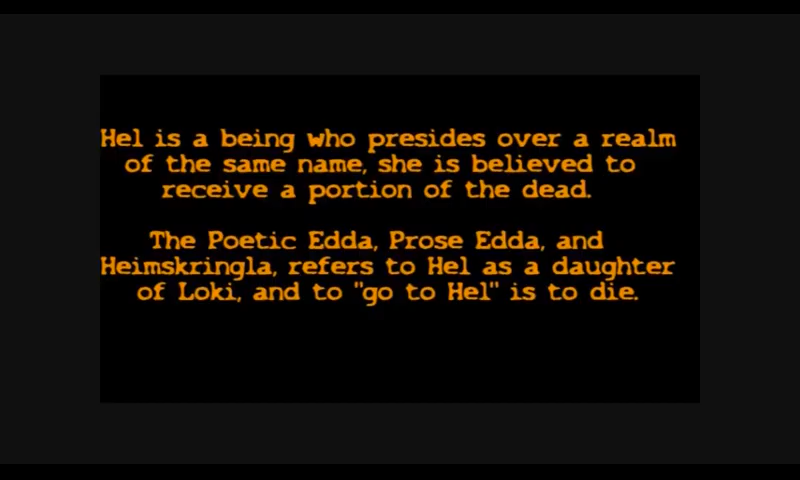 Hel is a being who presides over a realm
of the same name, she is believed to
receive a portion of the dead.
The Poetic Edda, Prose Edda, and
Heimskringla, refers to Hel as a daughter
of Loki, and to "go to Hel" is to die.